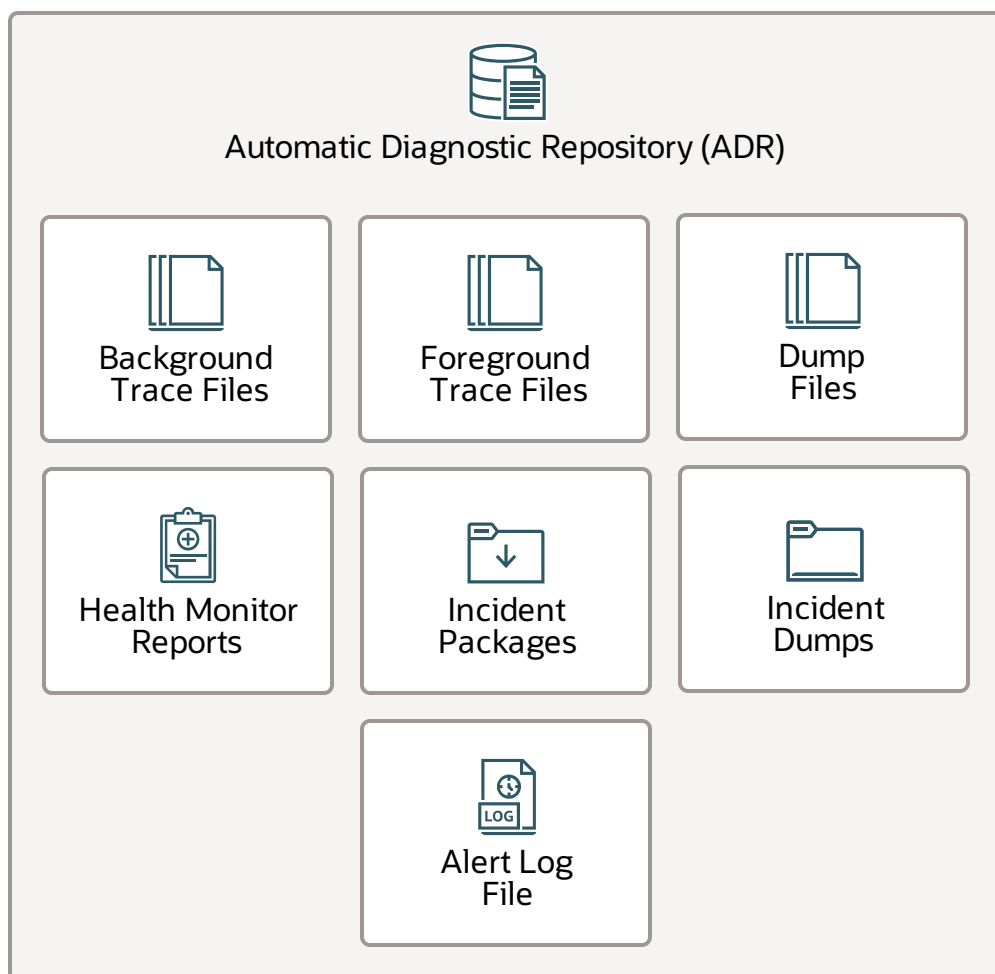 Automatic Diagnostic Repository (ADR)
Background
Trace Files
Foreground
Trace Files
Dump
Files
Health Monitor
Reports
Incident
Packages
Incident
Dumps
LOG
Alert Log
File